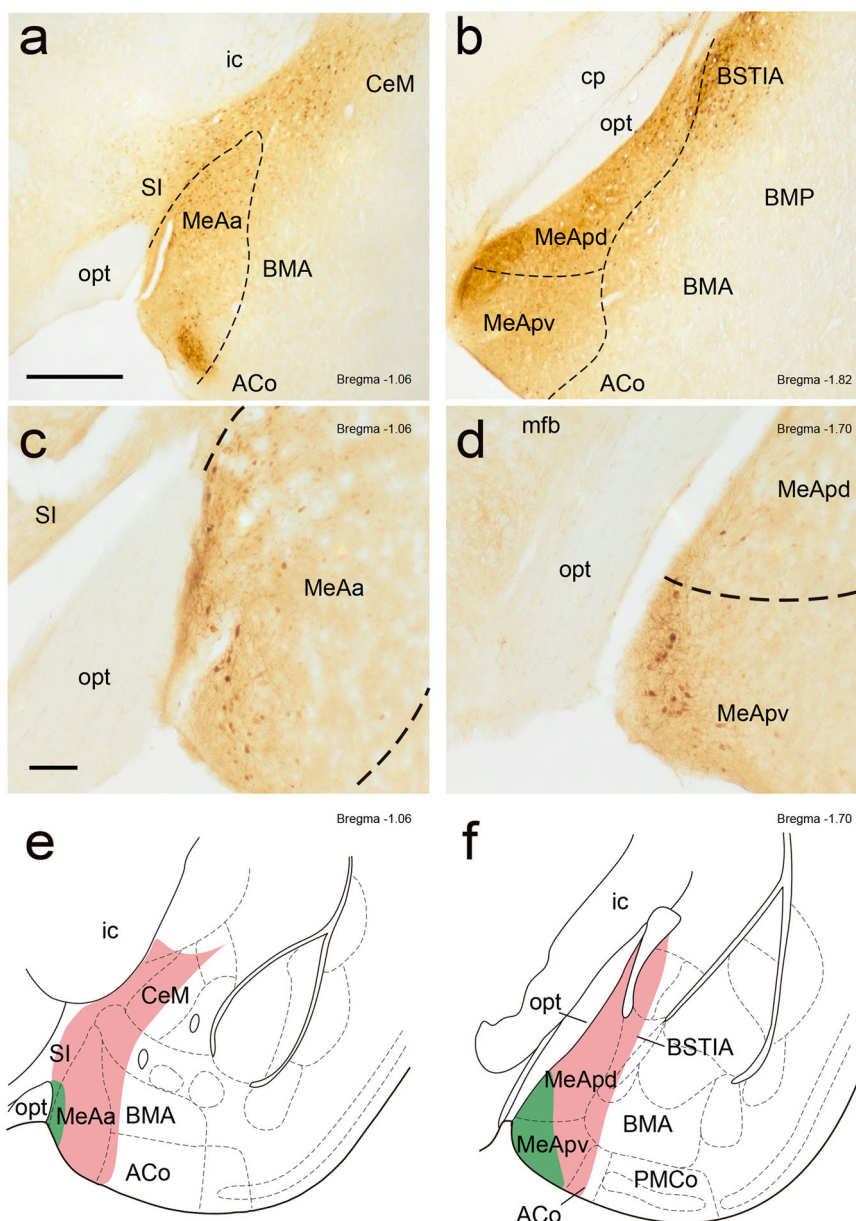 a
ic
CeM
SI
MeAa
opt
BMA
ACo
Bregma -1.06
b
cp
opt
BSTIA
BMP
MeApd
BMA
MeApv
ACo
Bregma -1.82
c
Bregma -1.06
SI
MeAa
opt
d
mfb
Bregma -1.70
MeApd
opt
MeApv
e
Bregma -1.06
ic
CeM
SI
opt
MeAa
BMA
ACo
f
Bregma -1.70
ic
opt
BSTIA
MeApd
BMA
MeApv
PMCo
ACo